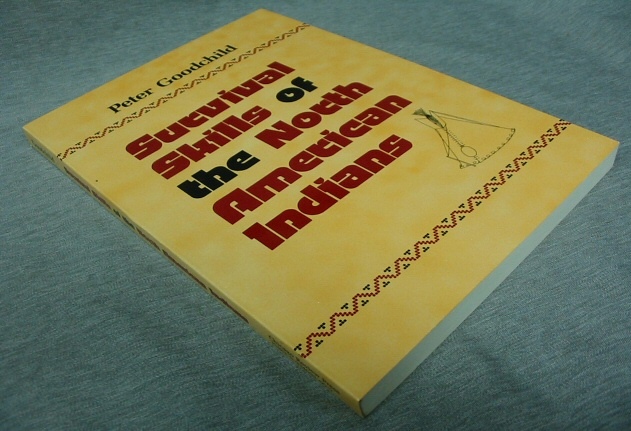 Peter Goodchild
Survival
Skills of
the North
American
Indians